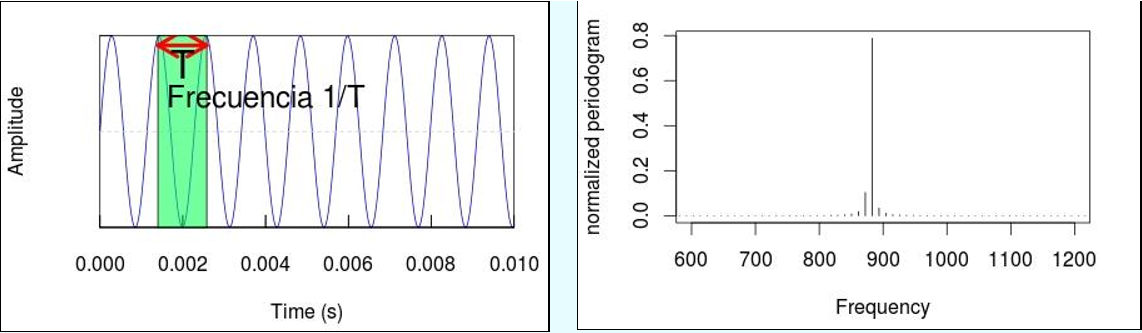 T
Frecuencia 1/T
Amplitude
0.000 0.002 0.004 0.006 0.008 0.010
Time (s)
normalized periodogram
0.8
0.6
0.4
0.2
0.0
600 700 800 900 1000 1100 1200
Frequency